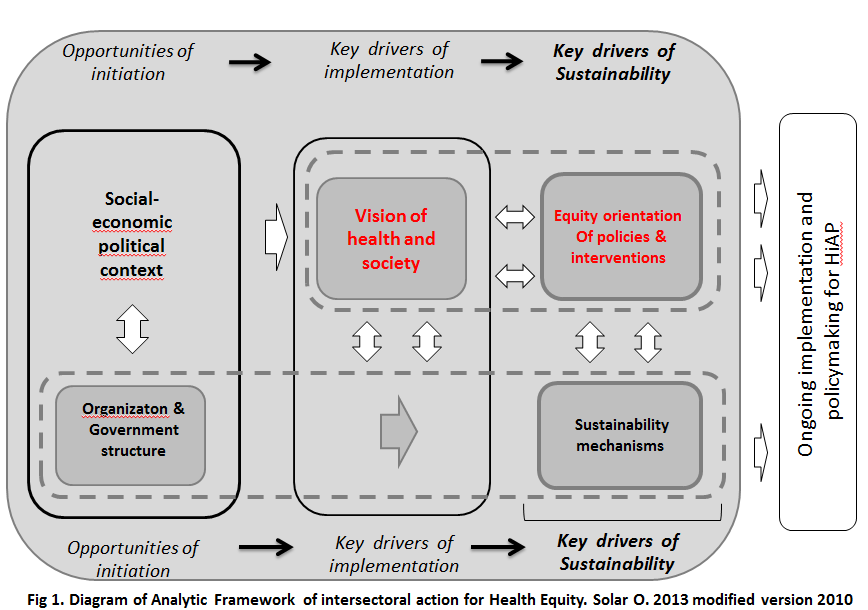 Opportunities of
initiation
Key drivers of
implementation
Key drivers of
Sustainability
Social-
economic
political
context
Vision of
health and
society
Equity orientation
Of policies &
interventions
Organizaton &
Government
structure
Sustainability
mechanisms
Ongoing implementation and
policymaking for HiAP
Opportunities of
initiation
Key drivers of
implementation
Key drivers of
Sustainability
Fig 1. Diagram of Analytic Framework of intersectoral action for Health Equity. Solar O. 2013 modified version 2010